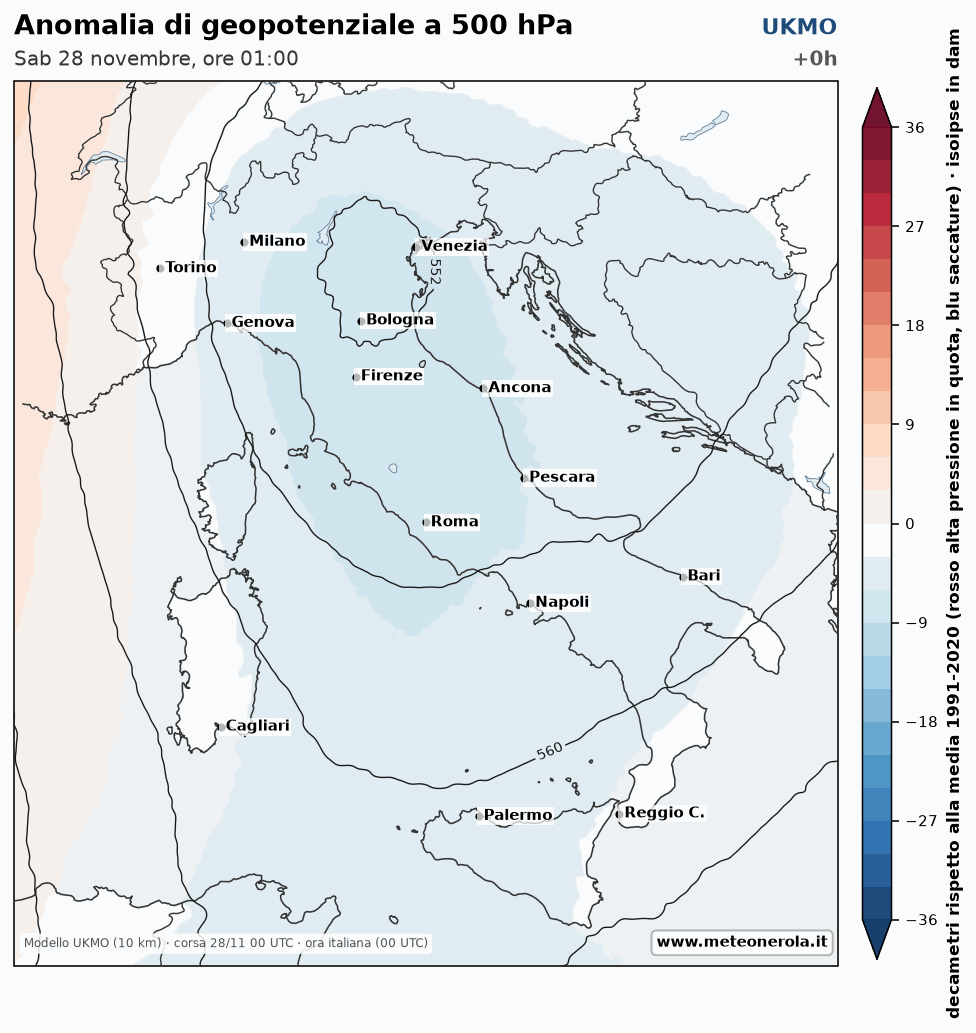 Anomalia di geopotenziale a 500 hPa
UKMO
Sab 28 novembre, ore 01:00
+0h
Milano
Venezia
Torino
552
Genova
Bologna
Firenze
Ancona
Pescara
Roma
Bari
Napoli
Cagliari
560
Palermo
Reggio C.
Modello UKMO (10 km) · corsa 28/11 00 UTC · ora italiana (00 UTC)
www.meteonerola.it
36
27
18
9
0
−9
−18
−27
−36
decametri rispetto alla media 1991-2020 (rosso alta pressione in quota, blu saccature) · isoipse in dam